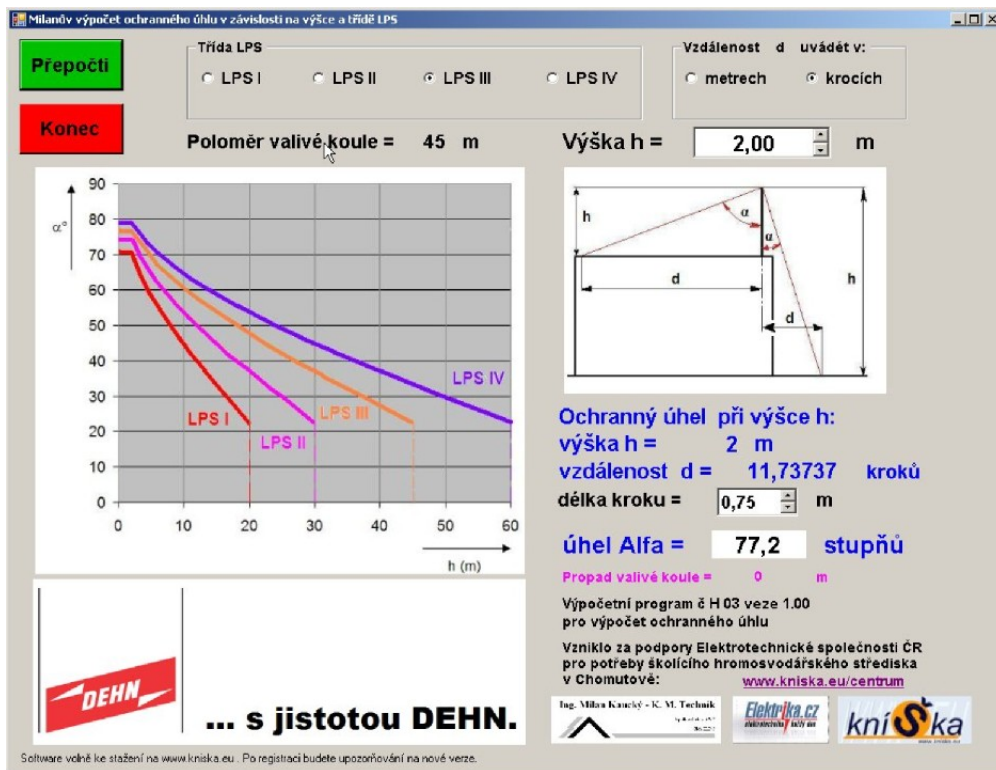 Milanův výpočet ochranného úhlu v závislosti na výšce a třídě LPS
Přepočti
Konec
Třída LPS
LPS I
LPS II
LPS III
LPS IV
Vzdálenost d uvádět v:
metrech
krocích
Poloměr valivé koule = 45 m
Výška h = 2,00 m
90
80
70
60
50
40
30
20
10
0
α°
LPS I
LPS II
LPS III
LPS IV
0 10 20 30 40 50 60
h (m)
h
α
α
d
h
d
Ochranný úhel při výšce h:
výška h = 2 m
vzdálenost d = 11,73737 kroků
délka kroku = 0,75 m
úhel Alfa = 77,2 stupňů
Propad valivé koule = 0 m
Výpočetní program č H 03 veze 1.00
pro výpočet ochranného úhlu
Vzniklo za podpory Elektrotechnické společnosti ČR
pro potřeby školícího hromosvodářského střediska
v Chomutově: www.kniska.eu/centrum
DEHN
... s jistotou DEHN.
Ing. Milan Kaucký - K. M. Technik
Elektrika.cz
kníŠka
www.kniska.eu
Software volně ke stažení na www.kniska.eu . Po registraci budete upozorňování na nové verze.